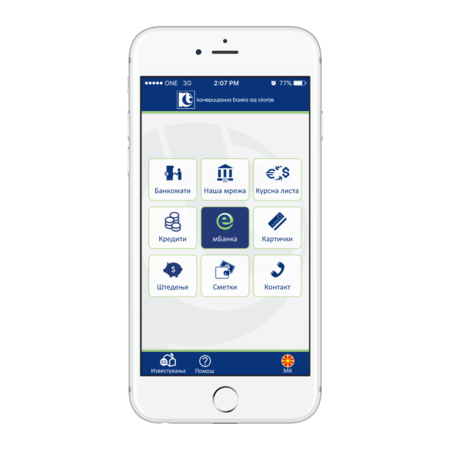 ONE 3G 2:07 PM 77%
комерцијална банка ад скопје
Банкомати Наша мрежа Курсна листа
Кредити мБанка Картички
Штедење Сметки Контакт
Известувања Помош МК